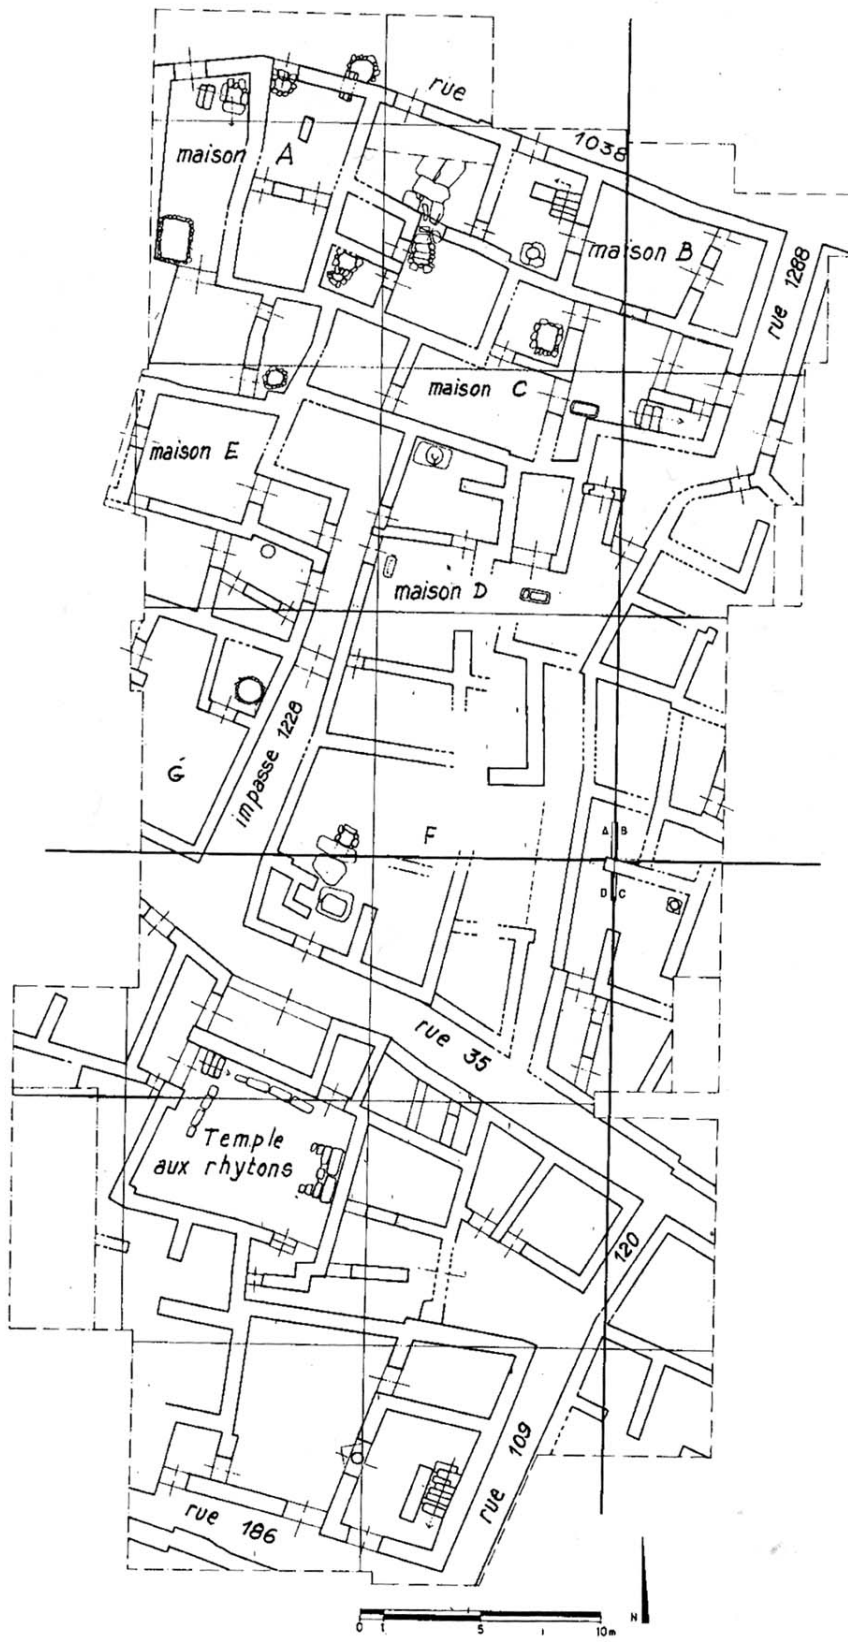 rue
1038
maison A
maison B
rue 1288
maison C
maison E
maison D
impasse 1228
G
F
A B
D C
rue 35
Temple
aux rhytons
120
rue 109
rue 186
N
0 1 5 10m